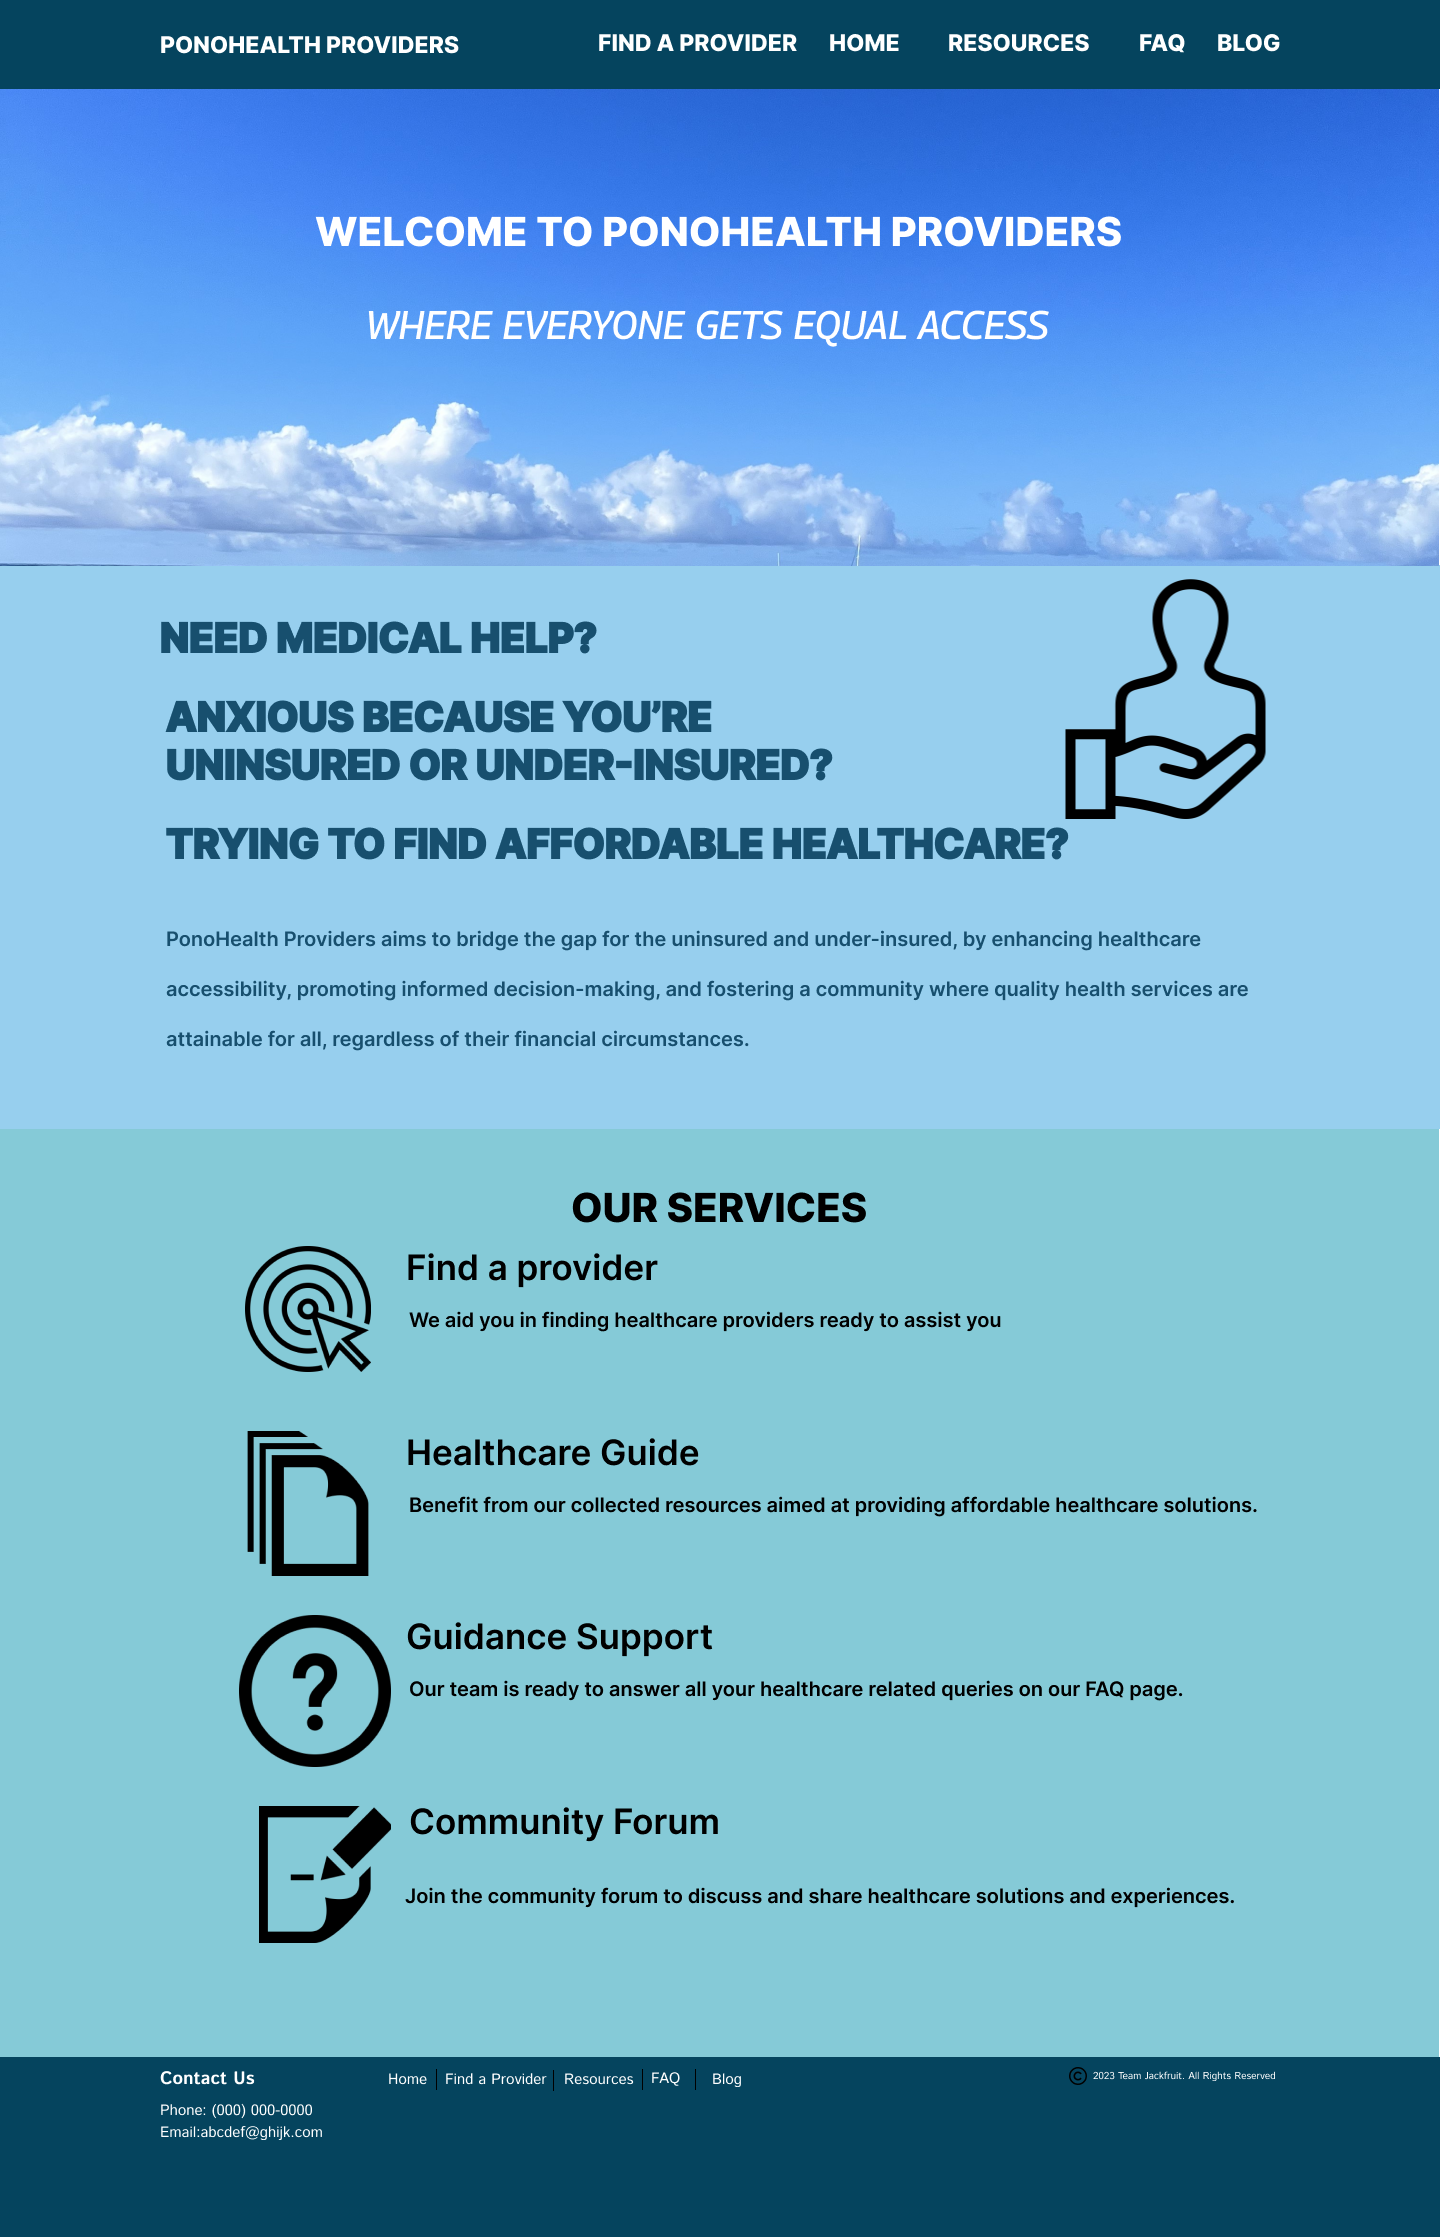 PONOHEALTH PROVIDERS
FIND A PROVIDER HOME RESOURCES FAQ BLOG
WELCOME TO PONOHEALTH PROVIDERS
WHERE EVERYONE GETS EQUAL ACCESS
NEED MEDICAL HELP?
ANXIOUS BECAUSE YOU’RE
UNINSURED OR UNDER-INSURED?
TRYING TO FIND AFFORDABLE HEALTHCARE?
PonoHealth Providers aims to bridge the gap for the uninsured and under-insured, by enhancing healthcare
accessibility, promoting informed decision-making, and fostering a community where quality health services are
attainable for all, regardless of their financial circumstances.
OUR SERVICES
Find a provider
We aid you in finding healthcare providers ready to assist you
Healthcare Guide
Benefit from our collected resources aimed at providing affordable healthcare solutions.
?
Guidance Support
Our team is ready to answer all your healthcare related queries on our FAQ page.
Community Forum
Join the community forum to discuss and share healthcare solutions and experiences.
Contact Us
Phone: (000) 000-0000
Email:abcdef@ghijk.com
Home | Find a Provider | Resources | FAQ | Blog
© 2023 Team Jackfruit. All Rights Reserved